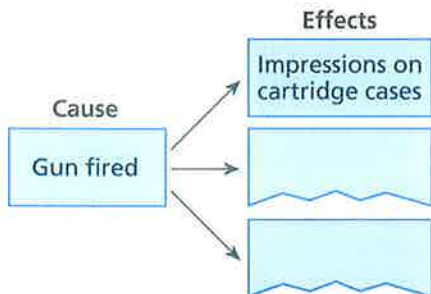 Effects
Impressions on
cartridge cases
Cause
Gun fired